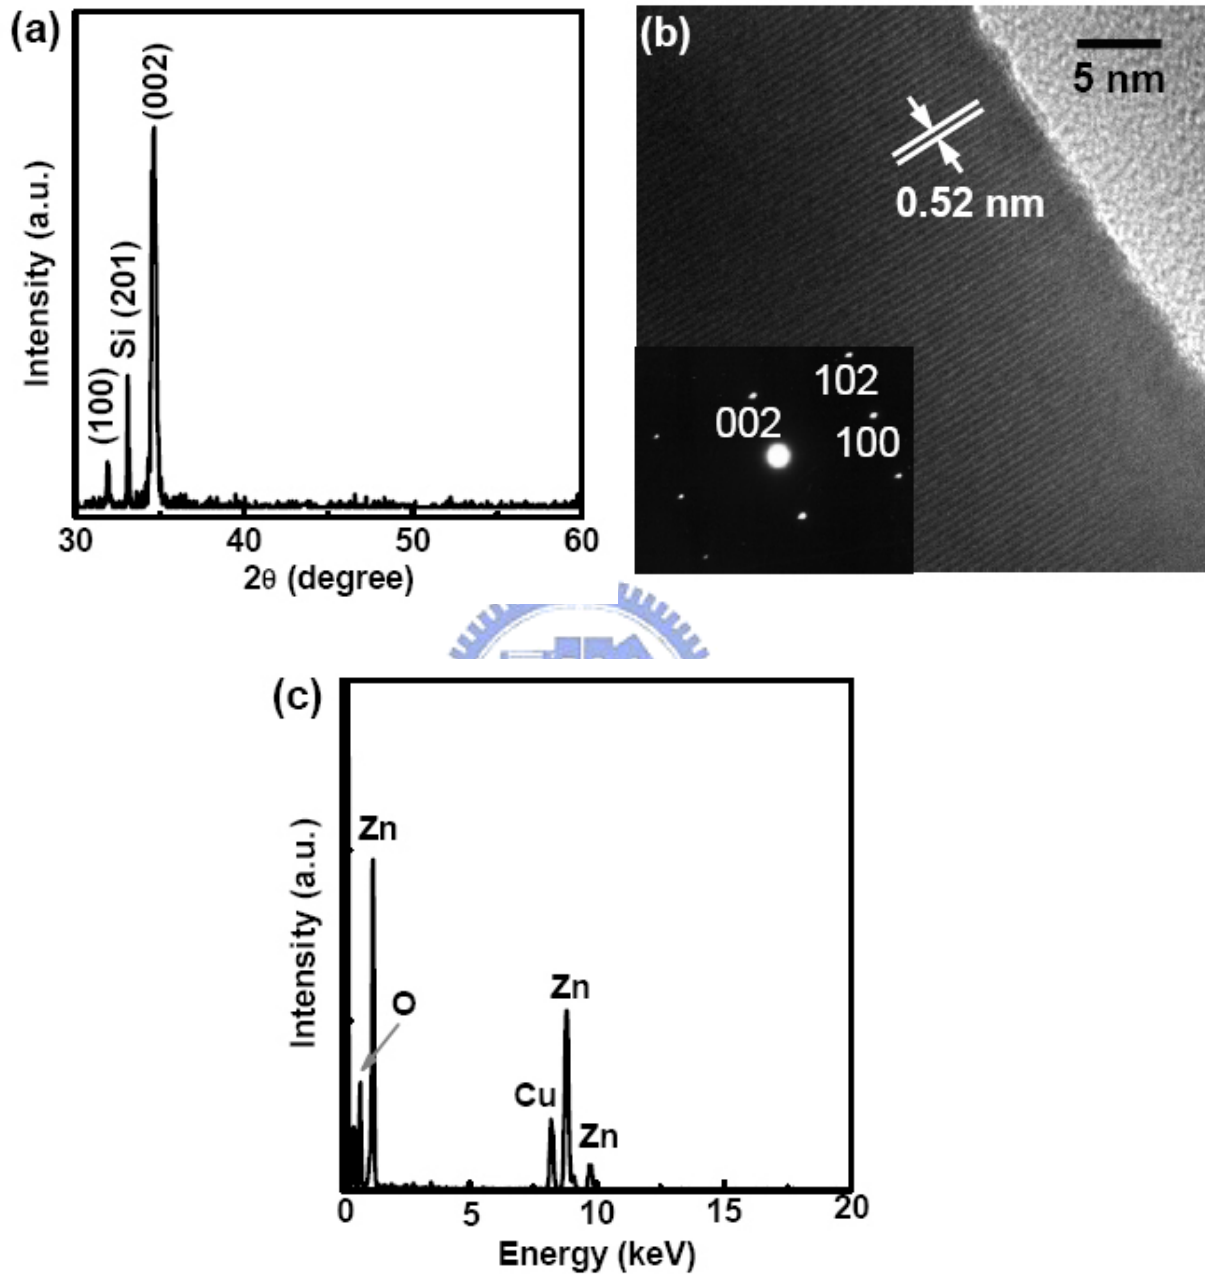 (a)
(002)
Si (201)
(100)
Intensity (a.u.)
30 40 50 60
2θ (degree)
(b)
5 nm
0.52 nm
102
002
100
(c)
Zn
O
Zn
Cu
Zn
Intensity (a.u.)
0 5 10 15 20
Energy (keV)